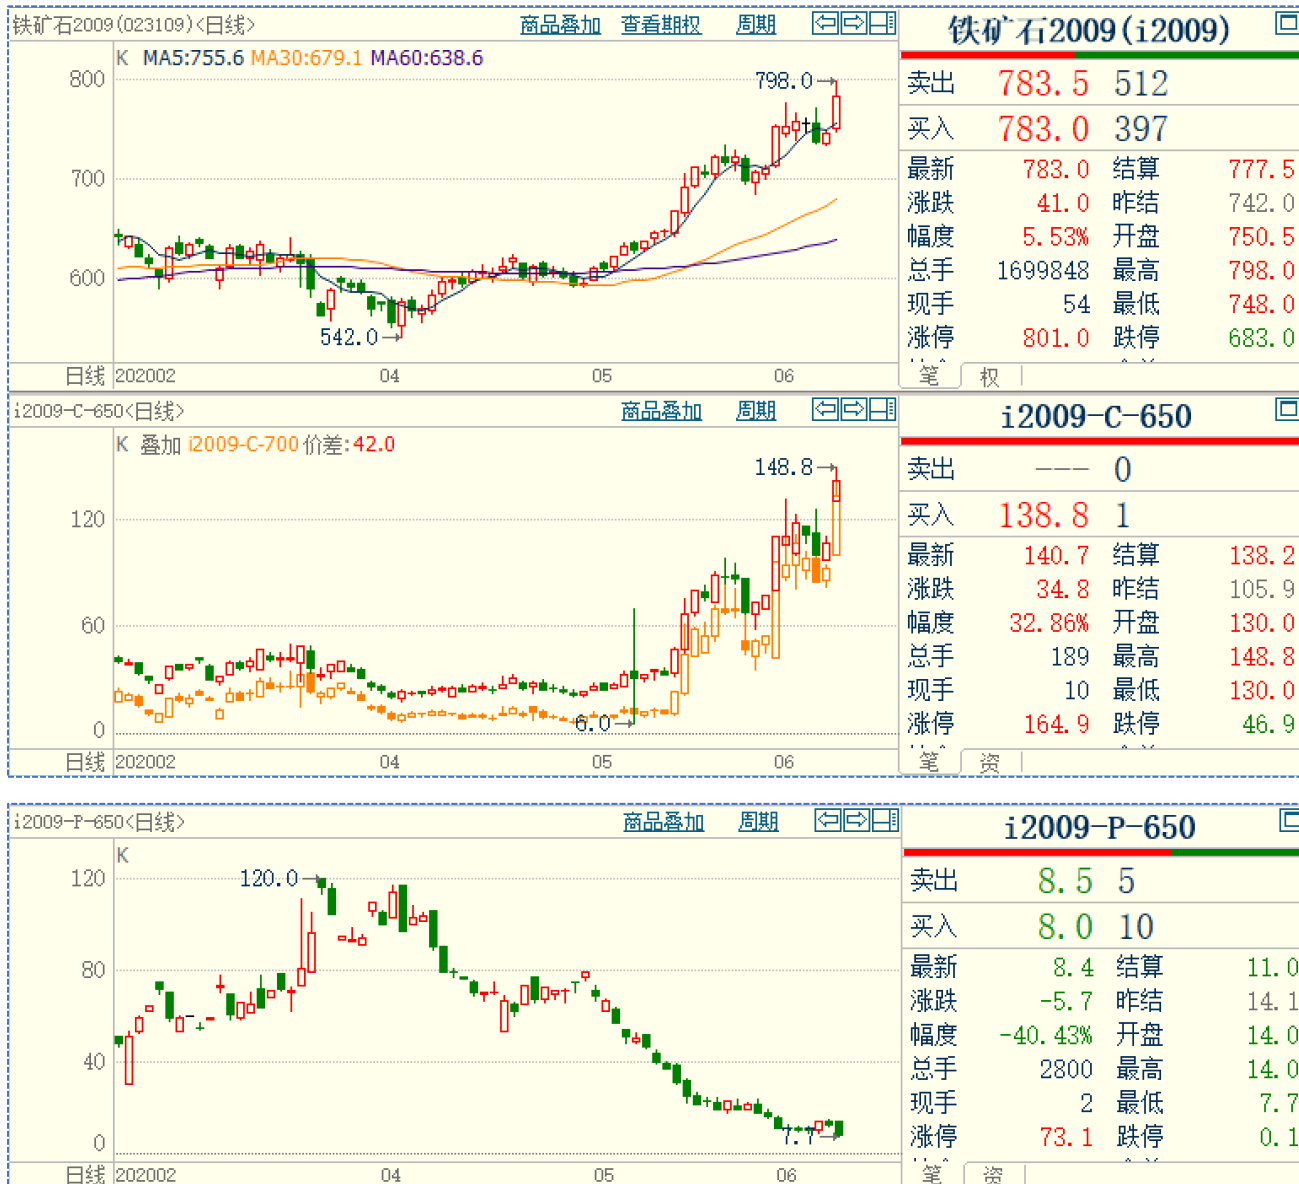 铁矿石2009(023109)<日线> 商品叠加 查看期权 周期
K MA5:755.6 MA30:679.1 MA60:638.6
800
798.0
700
600
542.0
日线 202002 04 05 06
铁矿石2009(i2009)
卖出 783.5 512
买入 783.0 397
最新 783.0 结算 777.5
涨跌 41.0 昨结 742.0
幅度 5.53% 开盘 750.5
总手 1699848 最高 798.0
现手 54 最低 748.0
涨停 801.0 跌停 683.0
笔 权
i2009-C-650<日线> 商品叠加 周期
K 叠加 i2009-C-700 价差:42.0
148.8
120
60
6.0
0
日线 202002 04 05 06
i2009-C-650
卖出 --- 0
买入 138.8 1
最新 140.7 结算 138.2
涨跌 34.8 昨结 105.9
幅度 32.86% 开盘 130.0
总手 189 最高 148.8
现手 10 最低 130.0
涨停 164.9 跌停 46.9
笔 资
i2009-P-650<日线> 商品叠加 周期
K
120
120.0
80
40
7.7
0
日线 202002 04 05 06
i2009-P-650
卖出 8.5 5
买入 8.0 10
最新 8.4 结算 11.0
涨跌 -5.7 昨结 14.1
幅度 -40.43% 开盘 14.0
总手 2800 最高 14.0
现手 2 最低 7.7
涨停 73.1 跌停 0.1
笔 资